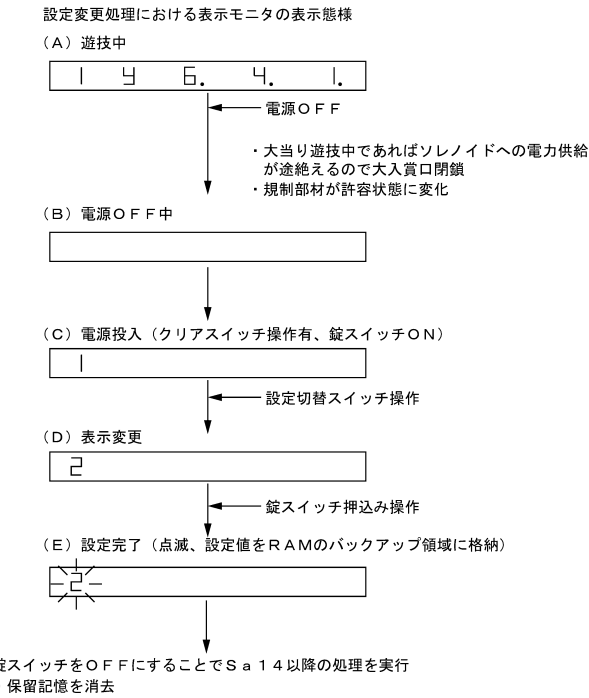 設定変更処理における表示モニタの表示態様
（A）遊技中
1 y 6. 4. 1.
電源OFF
・大当り遊技中であればソレノイドへの電力供給
が途絶えるので大入賞口閉鎖
・規制部材が許容状態に変化
（B）電源OFF中
（C）電源投入（クリアスイッチ操作有、錠スイッチON）
1
設定切替スイッチ操作
（D）表示変更
2
錠スイッチ押込み操作
（E）設定完了（点滅、設定値をRAMのバックアップ領域に格納）
2
錠スイッチをOFFにすることでSa14以降の処理を実行
保留記憶を消去